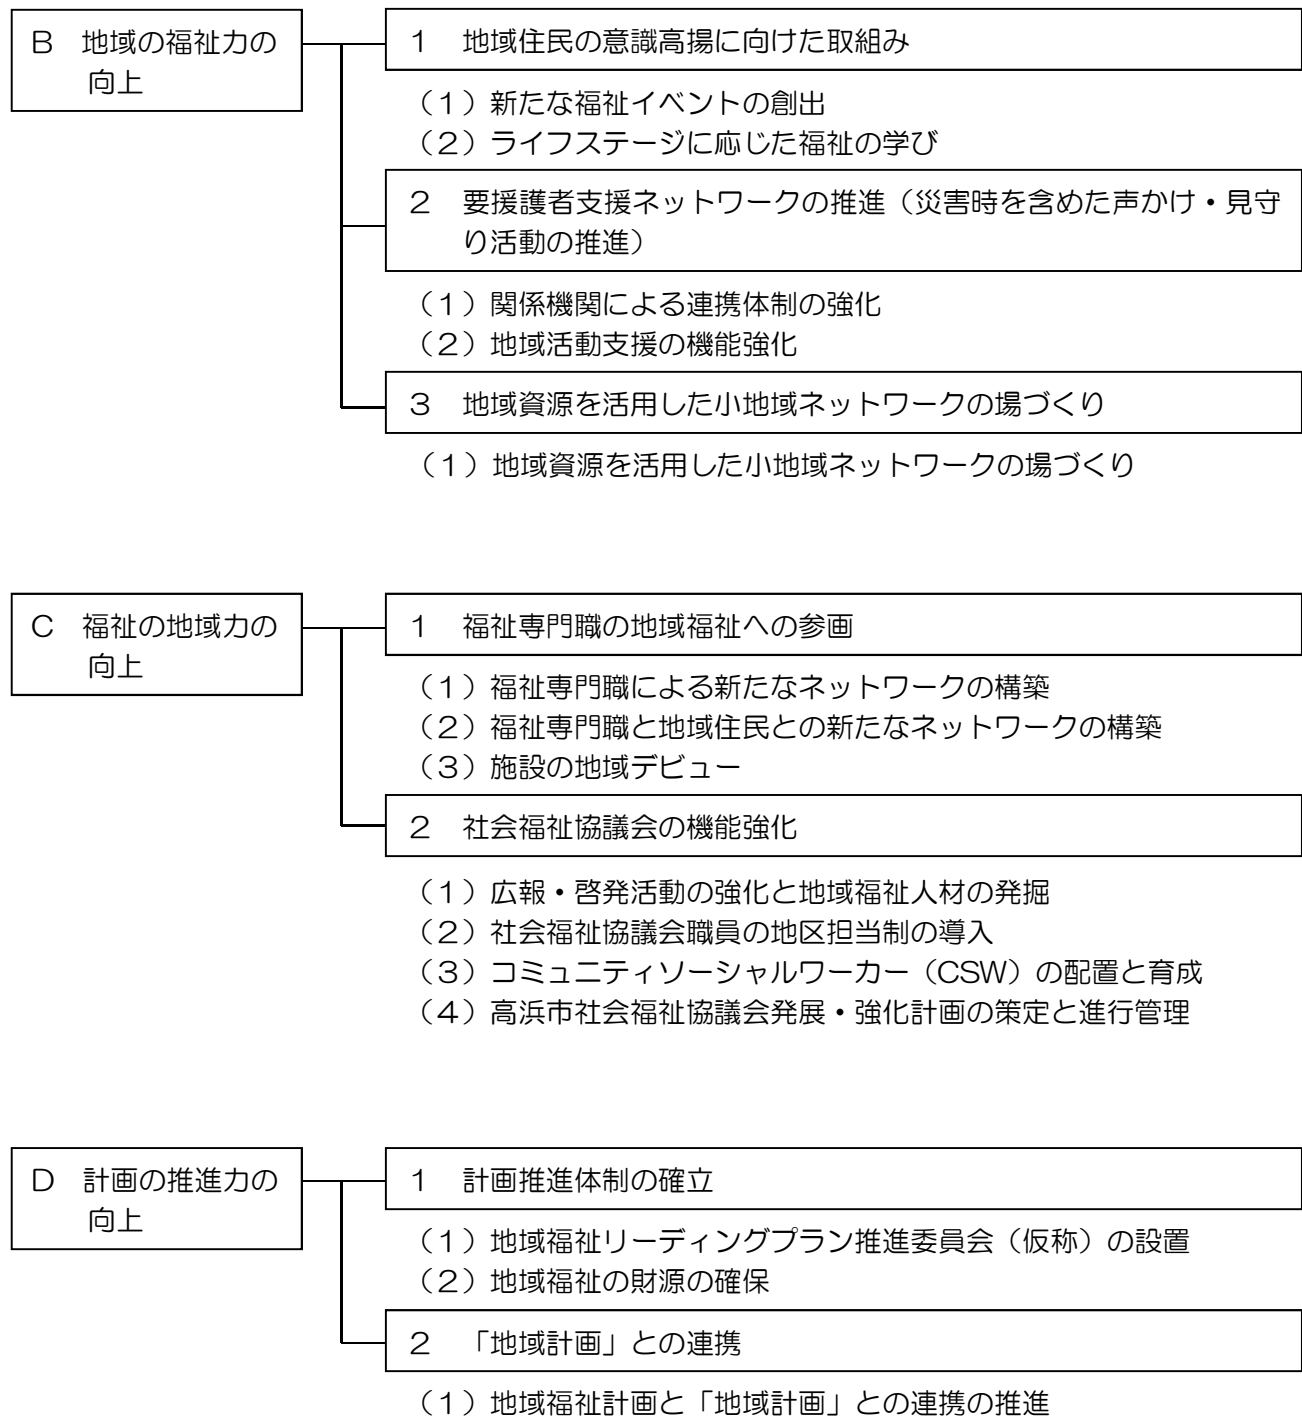 B　地域の福祉力の
向上
1　地域住民の意識高揚に向けた取組み
（1）新たな福祉イベントの創出
（2）ライフステージに応じた福祉の学び
2　要援護者支援ネットワークの推進（災害時を含めた声かけ・見守
り活動の推進）
（1）関係機関による連携体制の強化
（2）地域活動支援の機能強化
3　地域資源を活用した小地域ネットワークの場づくり
（1）地域資源を活用した小地域ネットワークの場づくり
C　福祉の地域力の
向上
1　福祉専門職の地域福祉への参画
（1）福祉専門職による新たなネットワークの構築
（2）福祉専門職と地域住民との新たなネットワークの構築
（3）施設の地域デビュー
2　社会福祉協議会の機能強化
（1）広報・啓発活動の強化と地域福祉人材の発掘
（2）社会福祉協議会職員の地区担当制の導入
（3）コミュニティソーシャルワーカー（CSW）の配置と育成
（4）高浜市社会福祉協議会発展・強化計画の策定と進行管理
D　計画の推進力の
向上
1　計画推進体制の確立
（1）地域福祉リーディングプラン推進委員会（仮称）の設置
（2）地域福祉の財源の確保
2　「地域計画」との連携
（1）地域福祉計画と「地域計画」との連携の推進